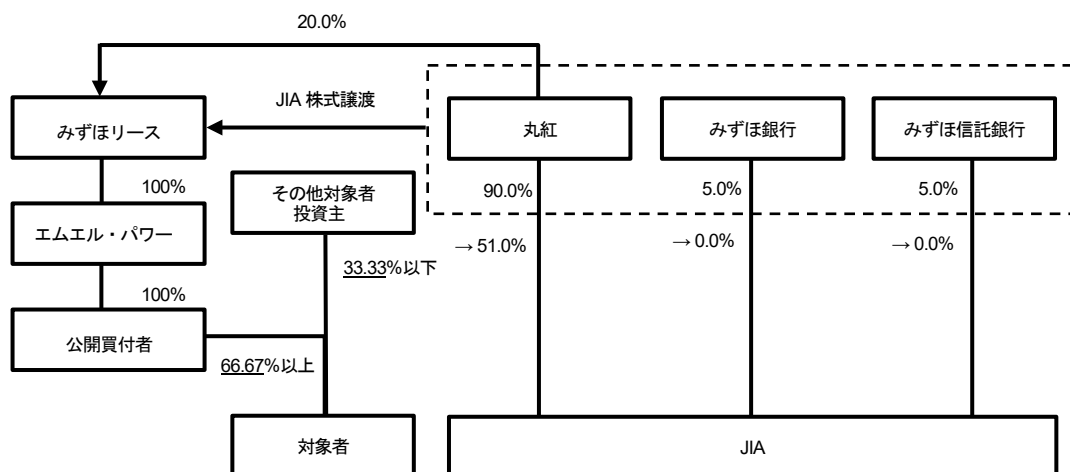 20.0%
JIA 株式譲渡
みずほリース
丸紅
みずほ銀行
みずほ信託銀行
100%
その他対象者
投資主
90.0%
5.0%
5.0%
エムエル・パワー
→ 51.0%
→ 0.0%
→ 0.0%
33.33%以下
100%
公開買付者
66.67%以上
対象者
JIA